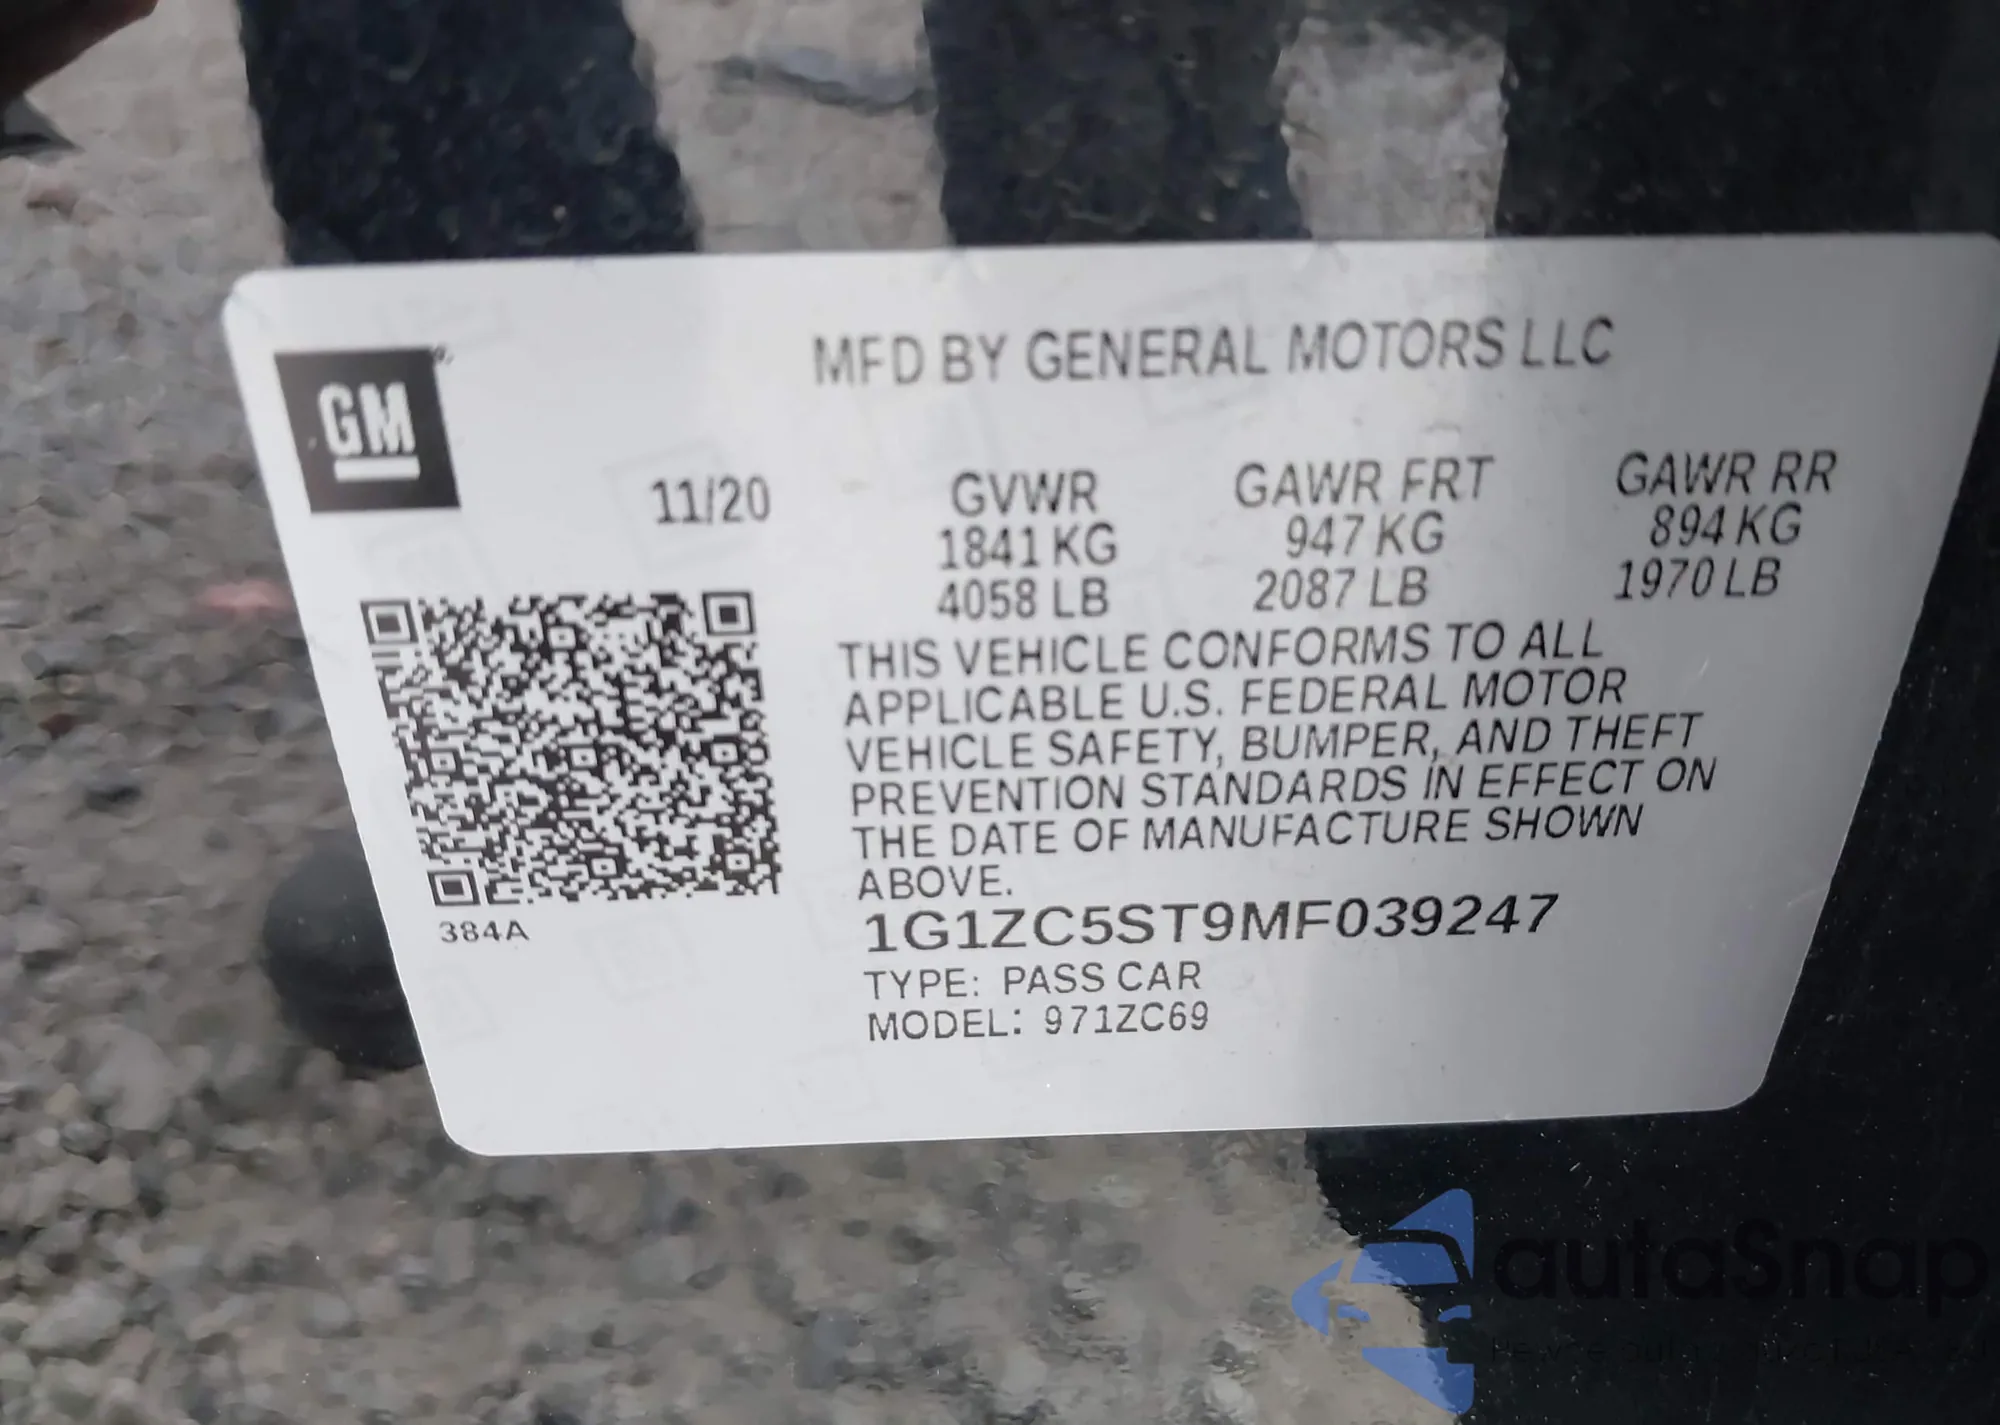 GM
MFD BY GENERAL MOTORS LLC
11/20
GVWR GAWR FRT GAWR RR
1841 KG 947 KG 894 KG
4058 LB 2087 LB 1970 LB
THIS VEHICLE CONFORMS TO ALL
APPLICABLE U.S. FEDERAL MOTOR
VEHICLE SAFETY, BUMPER, AND THEFT
PREVENTION STANDARDS IN EFFECT ON
THE DATE OF MANUFACTURE SHOWN
ABOVE.
384A
1G1ZC5ST9MF039247
TYPE: PASS CAR
MODEL: 971ZC69
autaSnap